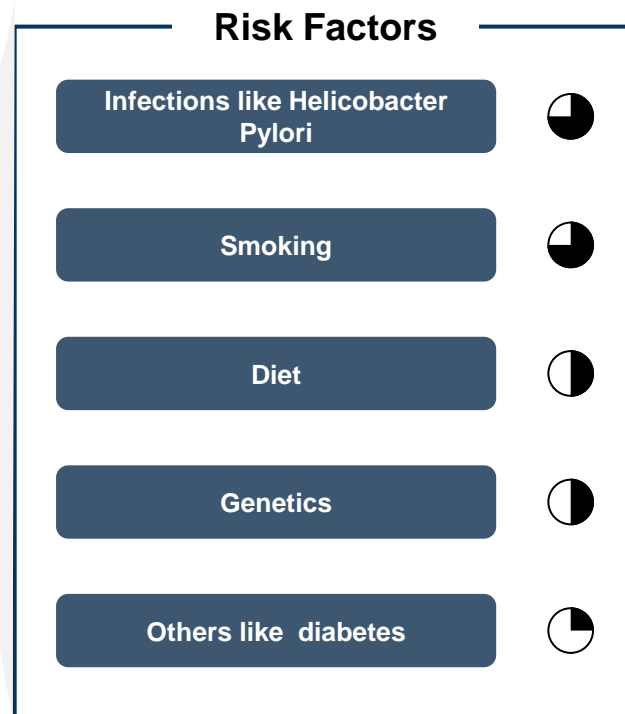 Risk Factors
Infections like Helicobacter
Pylori
Smoking
Diet
Genetics
Others like  diabetes